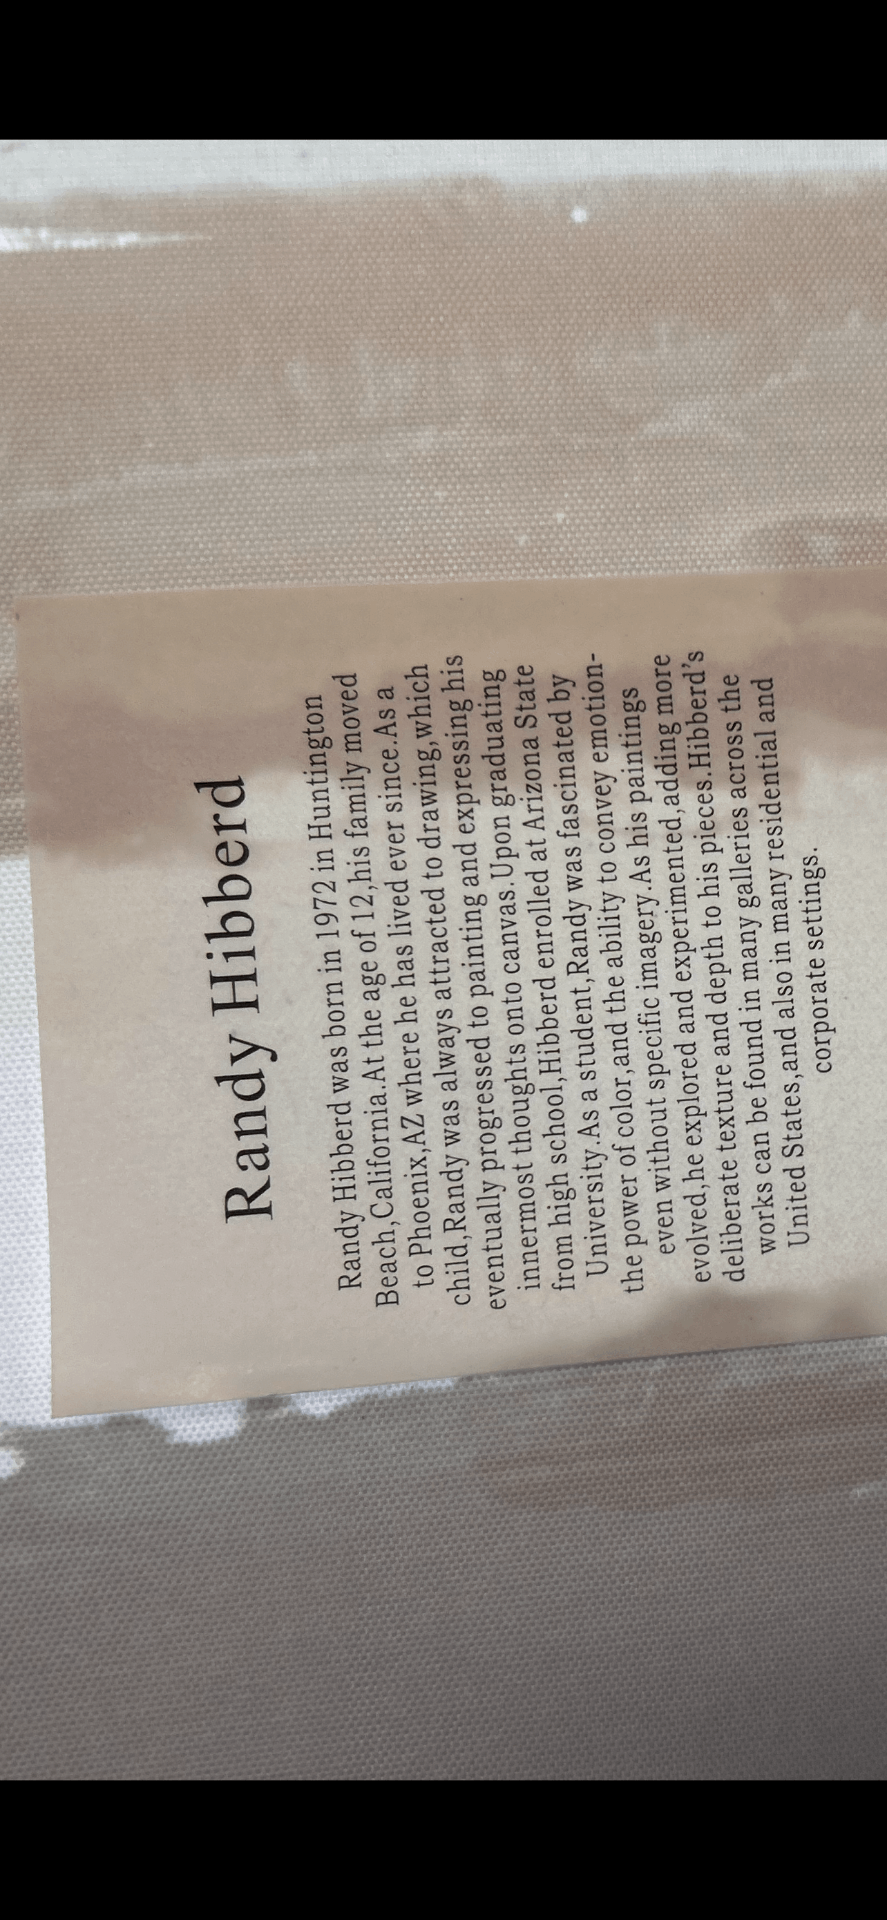 Randy Hibberd
Randy Hibberd was born in 1972 in Huntington
Beach,California.At the age of 12,his family moved
to Phoenix,AZ where he has lived ever since.As a
child,Randy was always attracted to drawing,which
eventually progressed to painting and expressing his
innermost thoughts onto canvas.Upon graduating
from high school,Hibberd enrolled at Arizona State
University.As a student,Randy was fascinated by
the power of color,and the ability to convey emotion-
even without specific imagery.As his paintings
evolved,he explored and experimented,adding more
deliberate texture and depth to his pieces.Hibberd's
works can be found in many galleries across the
United States,and also in many residential and
corporate settings.